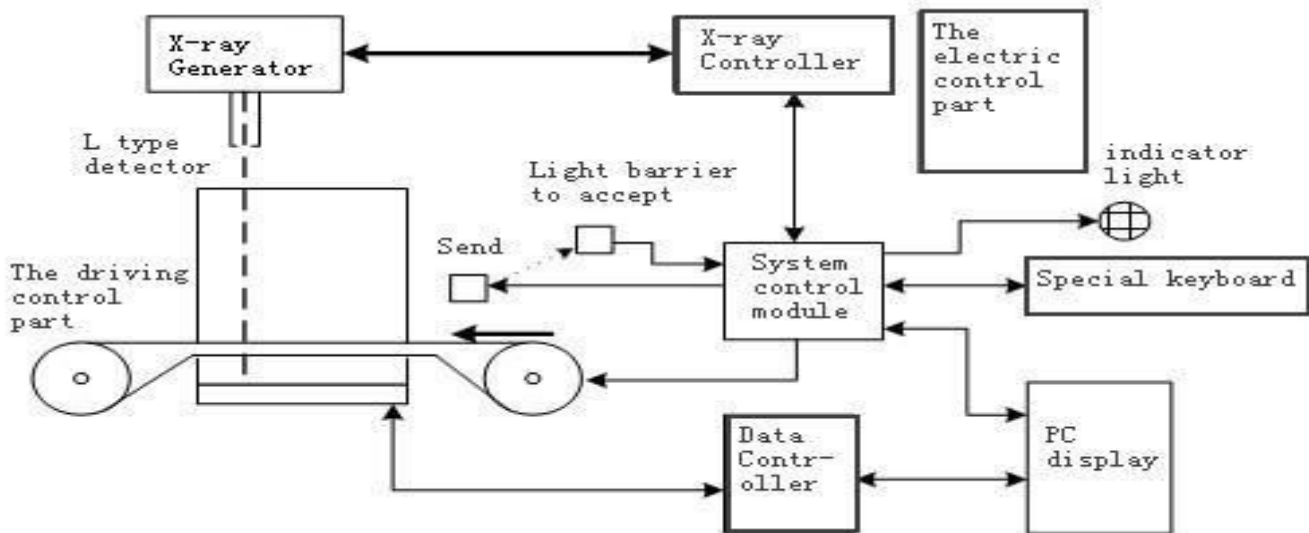 X-ray
Generator
X-ray
Controller
The
electric
control
part
L type
detector
Light barrier
to accept
indicator
light
Send
The driving
control
part
System
control
module
Special keyboard
Data
Contr-
oller
PC
display